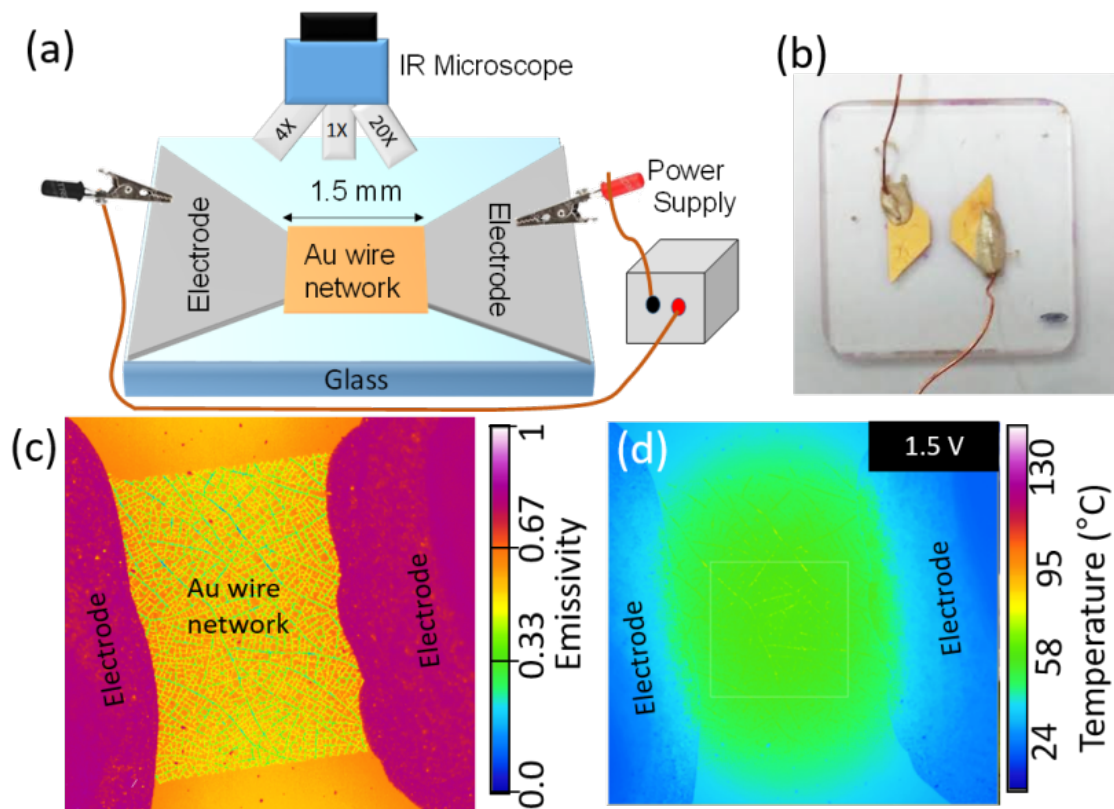 (a)
IR Microscope
4X
1X
20X
1.5 mm
Power
Supply
Electrode
Electrode
Au wire
network
Glass
(b)
(c)
Au wire
network
Electrode
Electrode
0.0
0.33
0.67
1
Emissivity
(d)
1.5 V
Electrode
Electrode
24
58
95
130
Temperature (°C)